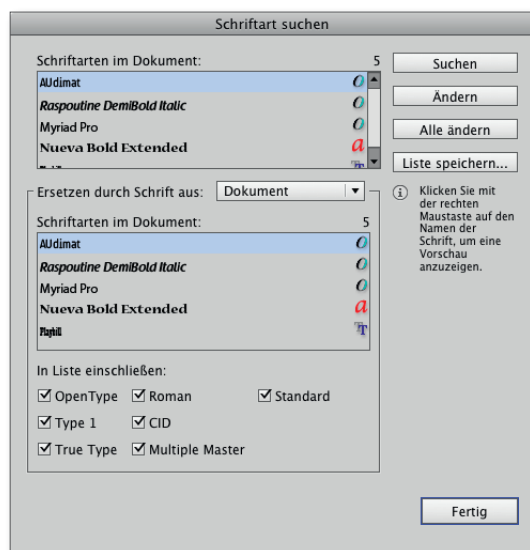 Schriftart suchen
Schriftarten im Dokument: 5
AUdimat
Raspoutine DemiBold Italic
Myriad Pro
Nueva Bold Extended
Suchen
Ändern
Alle ändern
Liste speichern...
Ersetzen durch Schrift aus: Dokument
Schriftarten im Dokument: 5
AUdimat
Raspoutine DemiBold Italic
Myriad Pro
Nueva Bold Extended
Playbill
Klicken Sie mit
der rechten
Maustaste auf den
Namen der
Schrift, um eine
Vorschau
anzuzeigen.
In Liste einschließen:
OpenType Roman Standard
Type 1 CID
True Type Multiple Master
Fertig